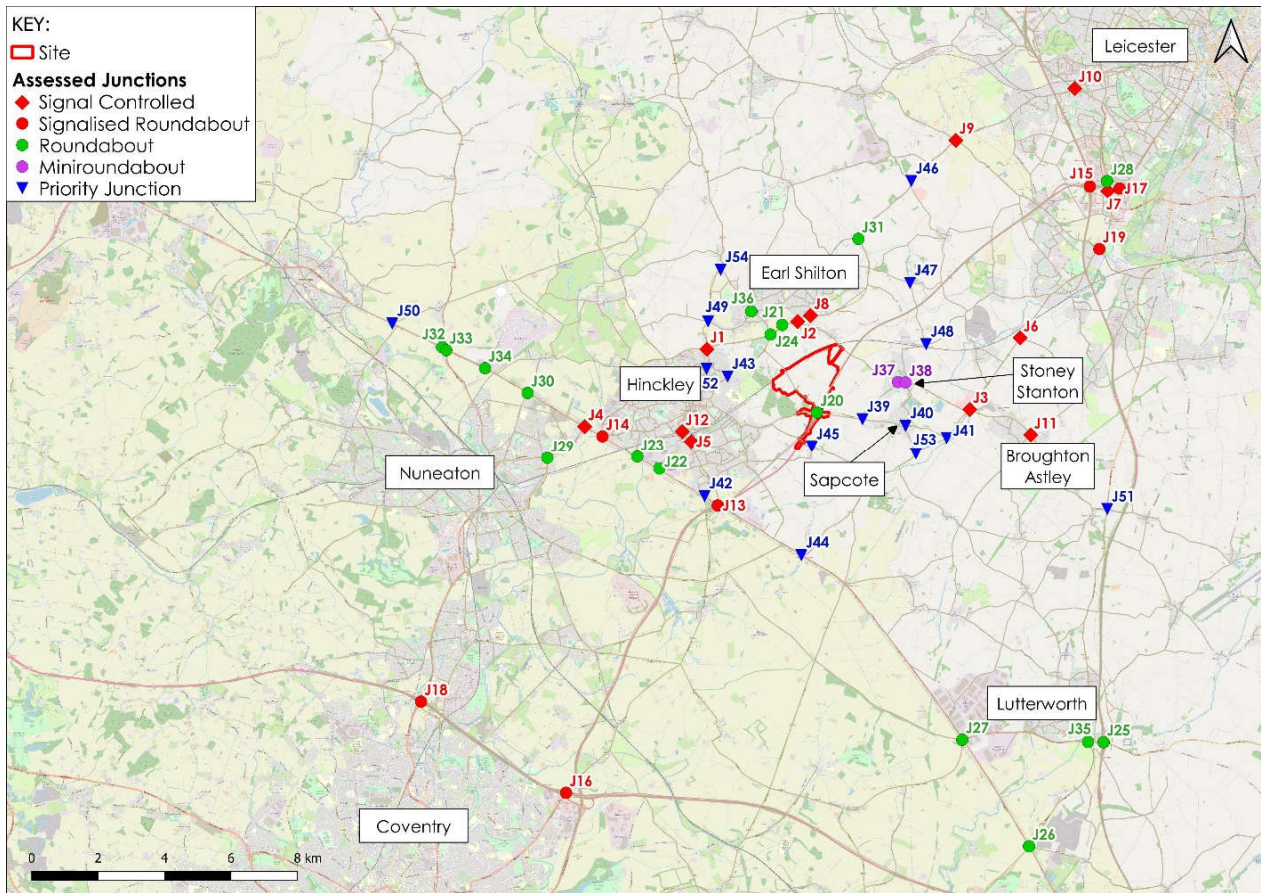 KEY:
Site
Assessed Junctions
Signal Controlled
Signalised Roundabout
Roundabout
Miniroundabout
Priority Junction
Leicester
J10
J9
J46
J28
J15
J17
J7
J19
J31
J54
Earl Shilton
J47
J36
J21
J8
J49
J2
J24
J50
J32
J33
J1
J48
J6
J34
J43
52
Hinckley
J37
J38
Stoney
Stanton
J30
J20
J39
J3
J4
J14
J12
J5
J40
J41
J11
J45
J53
J29
J23
J22
Nuneaton
Sapcote
Broughton
Astley
J42
J13
J51
J44
J18
Lutterworth
J27
J35
J25
J16
Coventry
J26
0 2 4 6 8 km